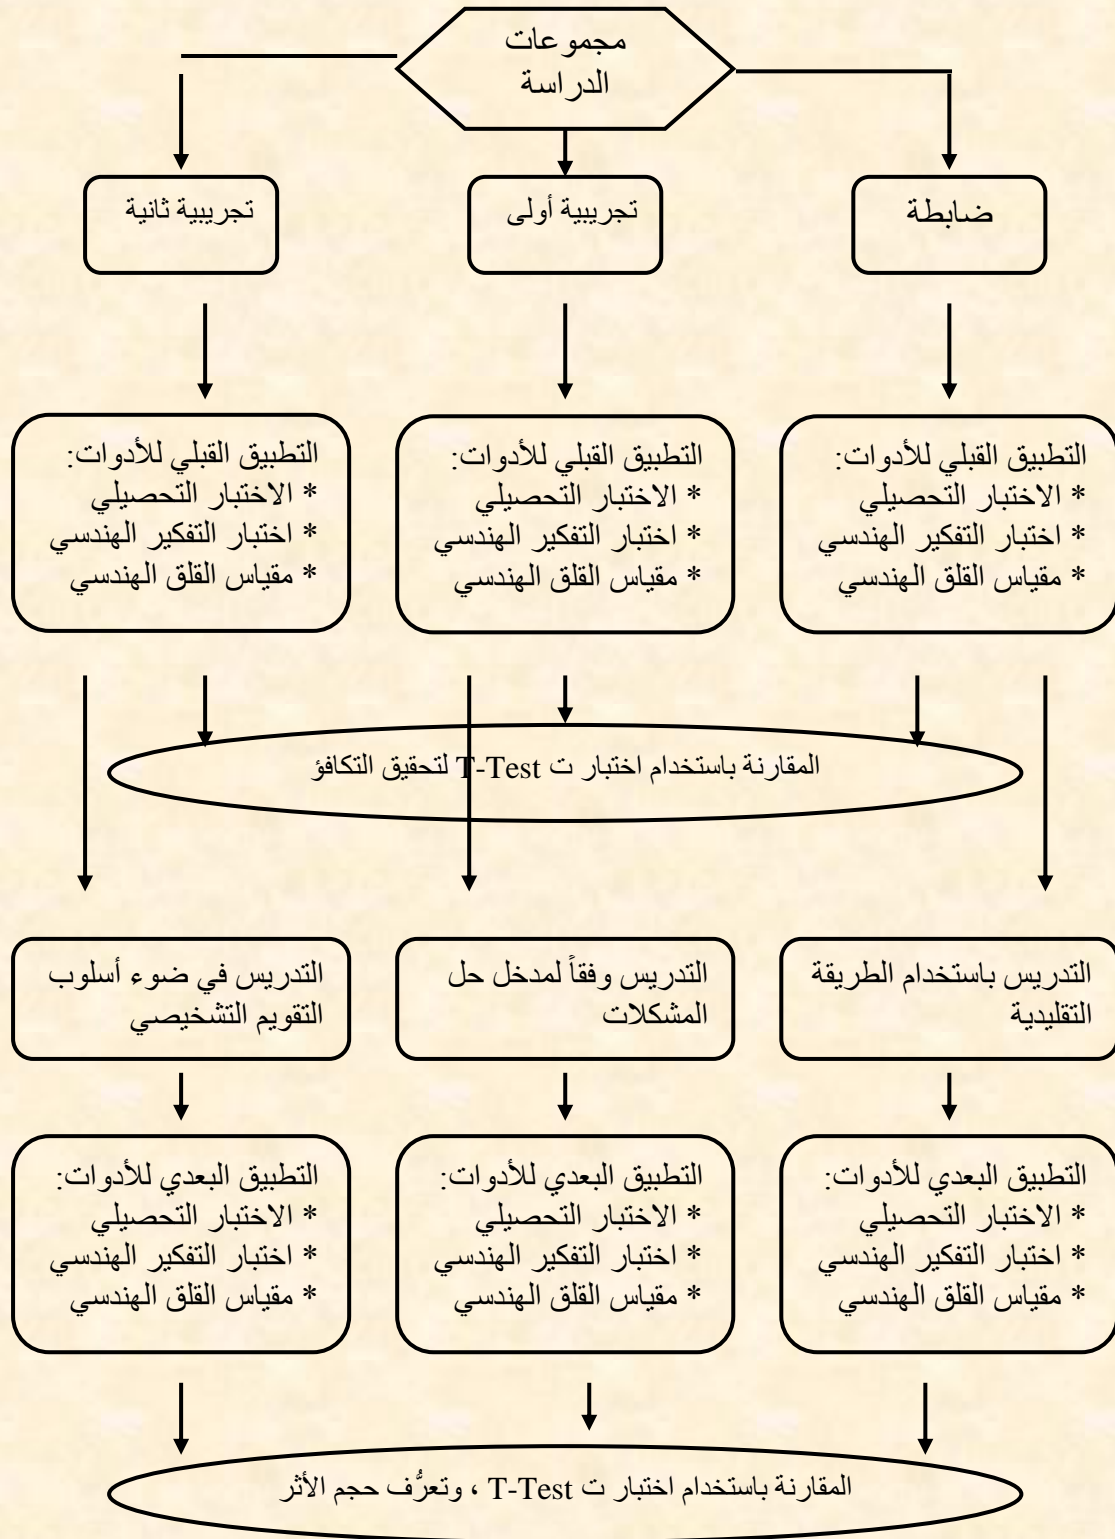 مجموعات
الدراسة
ضابطة
تجريبية أولى
تجريبية ثانية
التطبيق القبلي للأدوات:
* الاختبار التحصيلي
* اختبار التفكير الهندسي
* مقياس القلق الهندسي
التطبيق القبلي للأدوات:
* الاختبار التحصيلي
* اختبار التفكير الهندسي
* مقياس القلق الهندسي
التطبيق القبلي للأدوات:
* الاختبار التحصيلي
* اختبار التفكير الهندسي
* مقياس القلق الهندسي
المقارنة باستخدام اختبار ت T-Test لتحقيق التكافؤ
التدريس باستخدام الطريقة
التقليدية
التدريس وفقاً لمدخل حل
المشكلات
التدريس في ضوء أسلوب
التقويم التشخيصي
التطبيق البعدي للأدوات:
* الاختبار التحصيلي
* اختبار التفكير الهندسي
* مقياس القلق الهندسي
التطبيق البعدي للأدوات:
* الاختبار التحصيلي
* اختبار التفكير الهندسي
* مقياس القلق الهندسي
التطبيق البعدي للأدوات:
* الاختبار التحصيلي
* اختبار التفكير الهندسي
* مقياس القلق الهندسي
المقارنة باستخدام اختبار ت T-Test ، وتعرُّف حجم الأثر